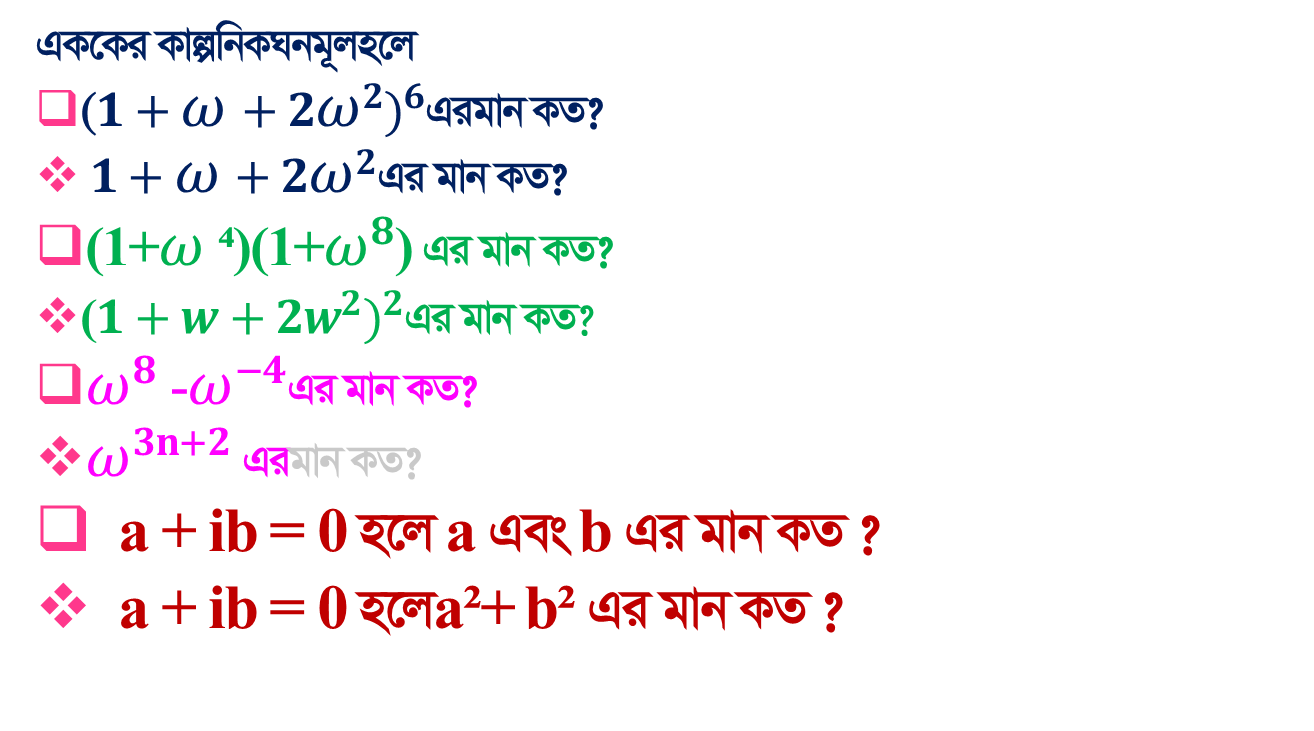 এককের কাল্পনিকঘনমূলহলে
❑(1 + ω + 2ω²)⁶এরমান কত?
❖ 1 + ω + 2ω²এর মান কত?
❑(1+ω ⁴)(1+ω⁸) এর মান কত?
❖(1 + w + 2w²)²এর মান কত?
❑ω⁸ -ω⁻⁴এর মান কত?
❖ω³ⁿ⁺² এরমান কত?
❑ a + ib = 0 হলে a এবং b এর মান কত ?
❖ a + ib = 0 হলেa²+ b² এর মান কত ?